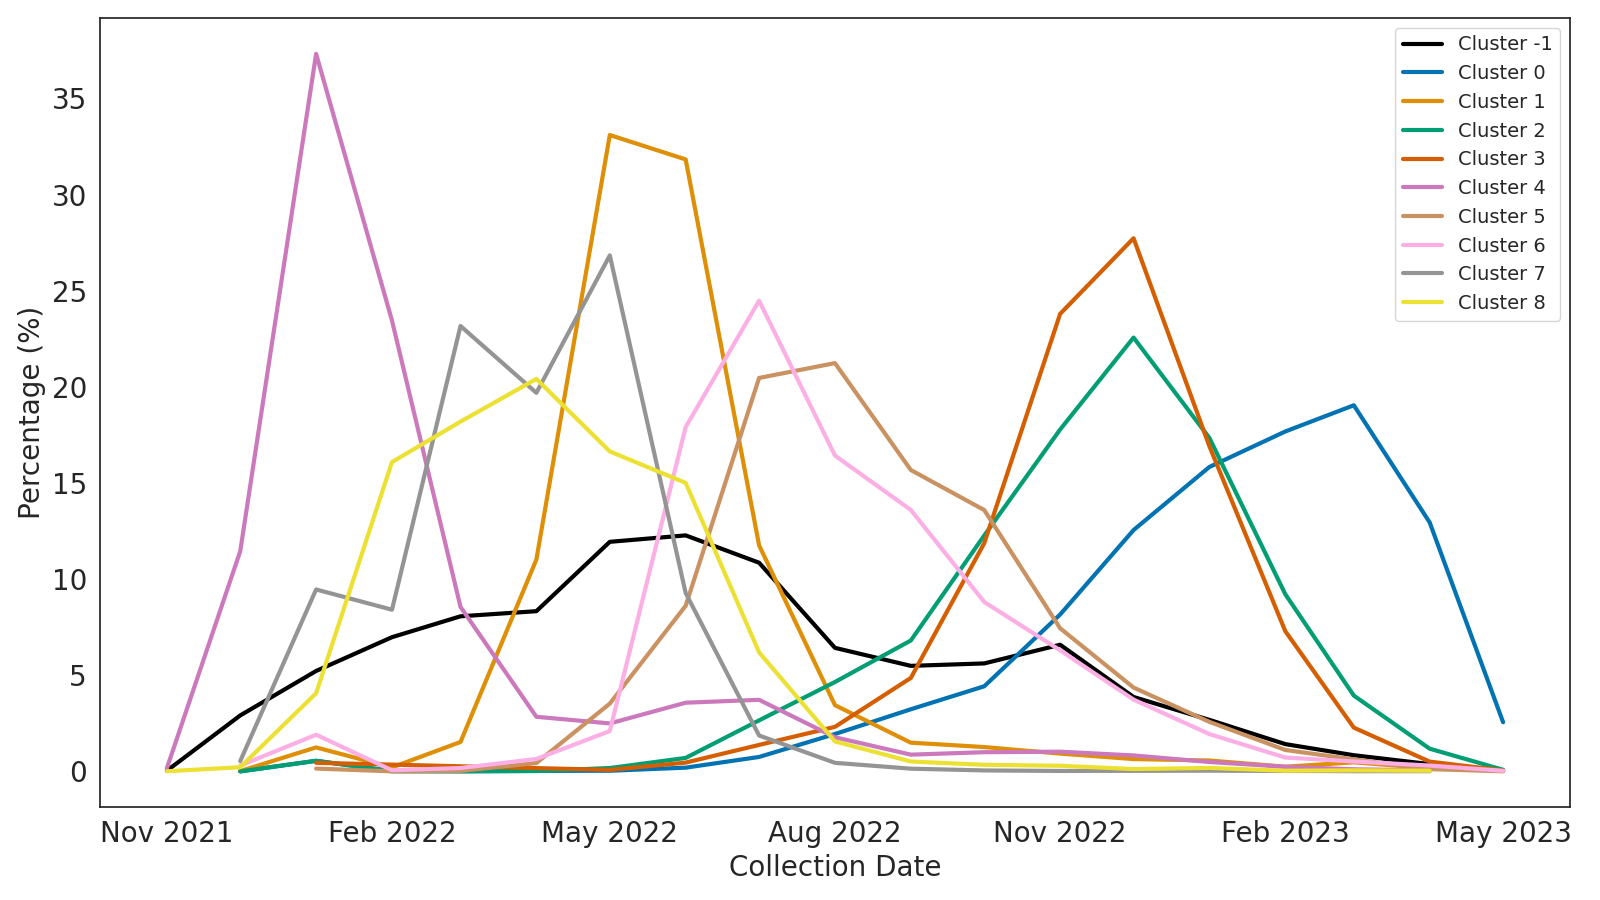 Percentage (%)
35
30
25
20
15
10
5
0
Cluster -1
Cluster 0
Cluster 1
Cluster 2
Cluster 3
Cluster 4
Cluster 5
Cluster 6
Cluster 7
Cluster 8
Nov 2021 Feb 2022 May 2022 Aug 2022 Nov 2022 Feb 2023 May 2023
Collection Date